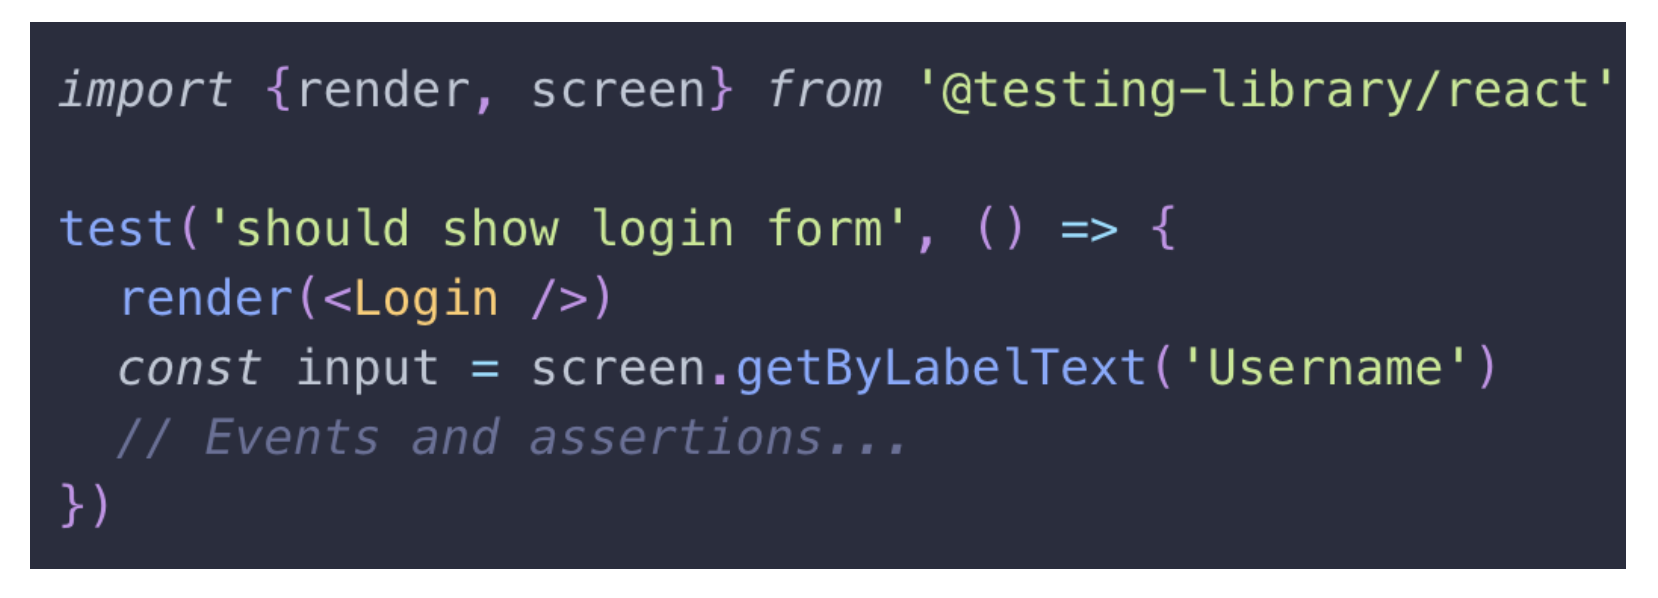 import {render, screen} from '@testing-library/react'
test('should show login form', () => {
  render(<Login />)
  const input = screen.getByLabelText('Username')
  // Events and assertions...
})